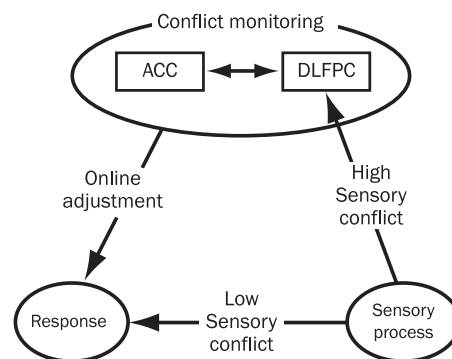 Conflict monitoring
ACC
DLFPC
Online
adjustment
High
Sensory
conflict
Response
Low
Sensory
conflict
Sensory
process